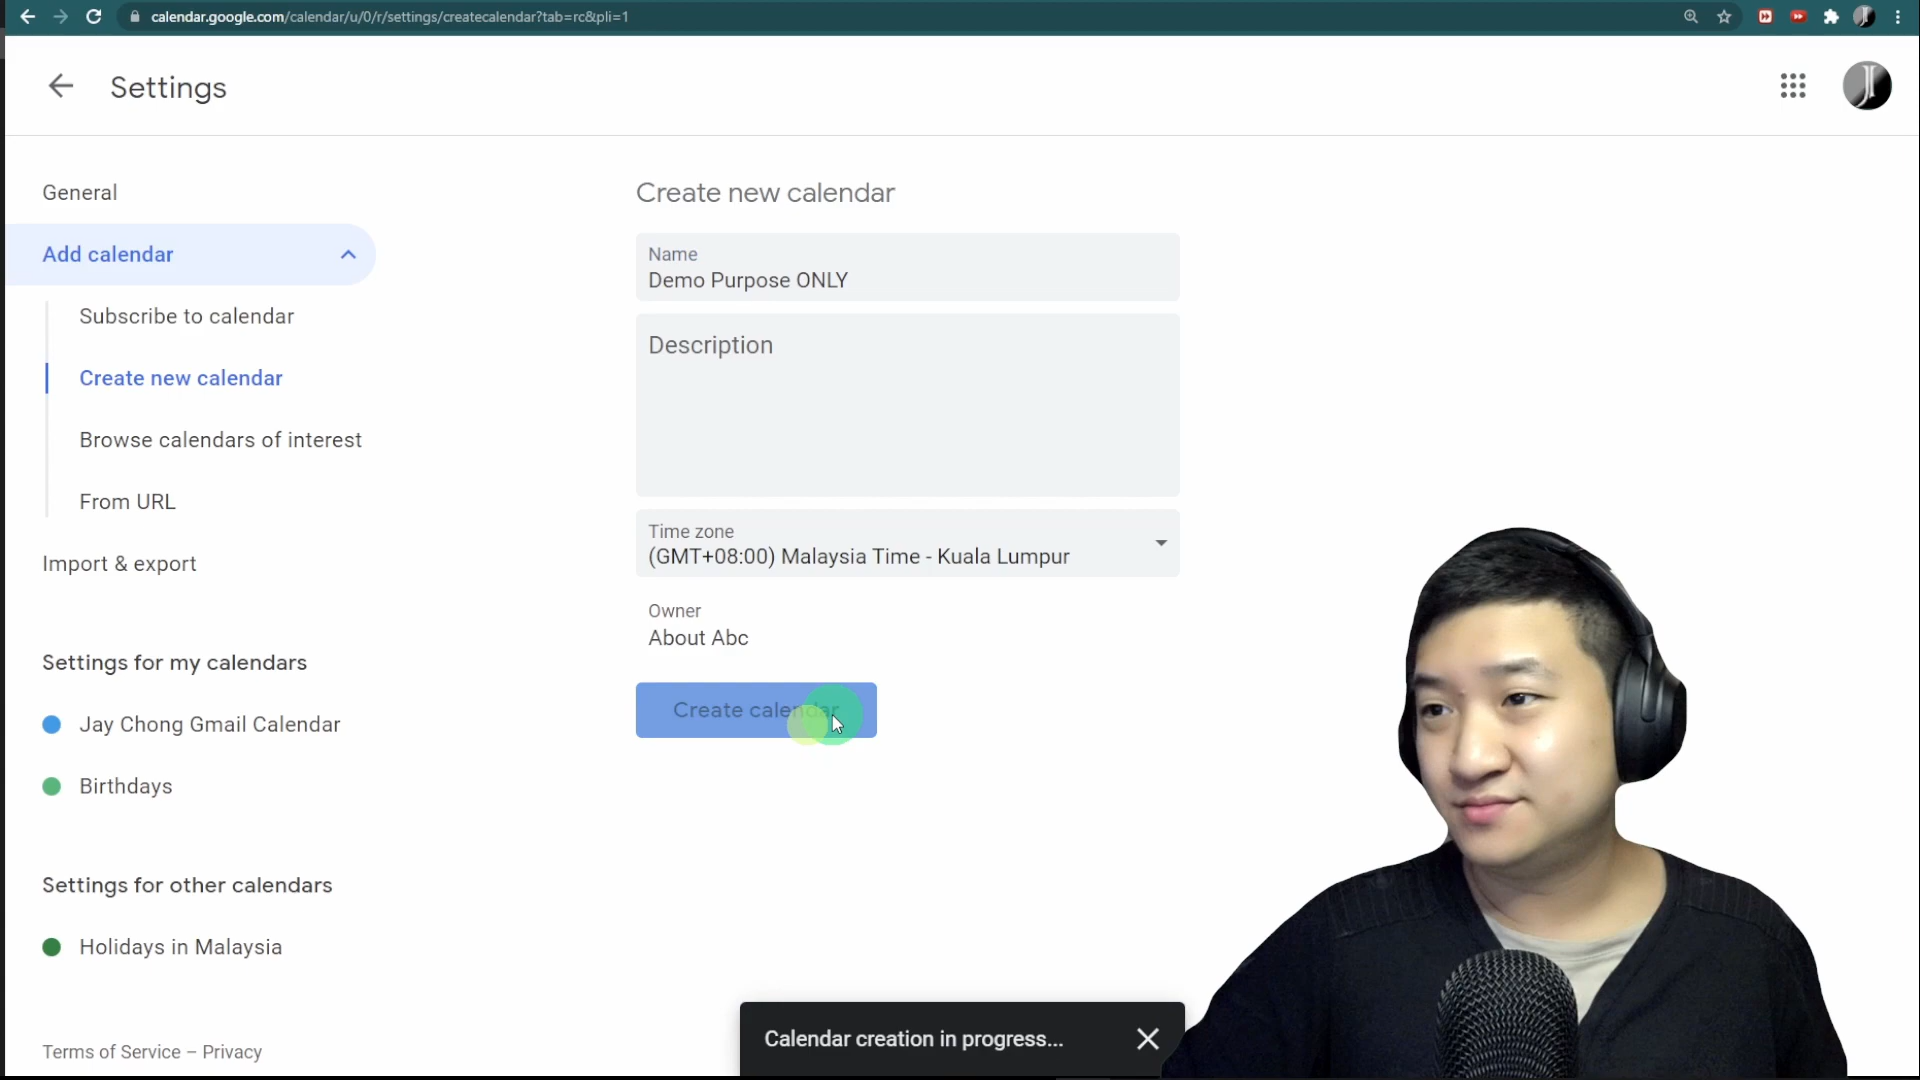 calendar.google.com/calendar/u/0/r/settings/createcalendar?tab=rc&pli=1
Settings
General
Add calendar
Subscribe to calendar
Create new calendar
Browse calendars of interest
From URL
Import & export
Settings for my calendars
Jay Chong Gmail Calendar
Birthdays
Settings for other calendars
Holidays in Malaysia
Terms of Service – Privacy
Create new calendar
Name
Demo Purpose ONLY
Description
Time zone
(GMT+08:00) Malaysia Time - Kuala Lumpur
Owner
About Abc
Create calendar
Calendar creation in progress...